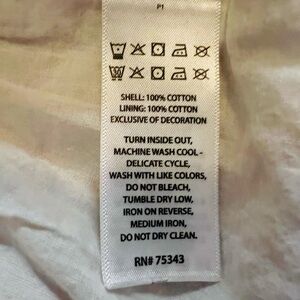 P1
SHELL: 100% COTTON
LINING: 100% COTTON
EXCLUSIVE OF DECORATION
TURN INSIDE OUT,
MACHINE WASH COOL -
DELICATE CYCLE,
WASH WITH LIKE COLORS,
DO NOT BLEACH,
TUMBLE DRY LOW,
IRON ON REVERSE,
MEDIUM IRON,
DO NOT DRY CLEAN.
RN# 75343